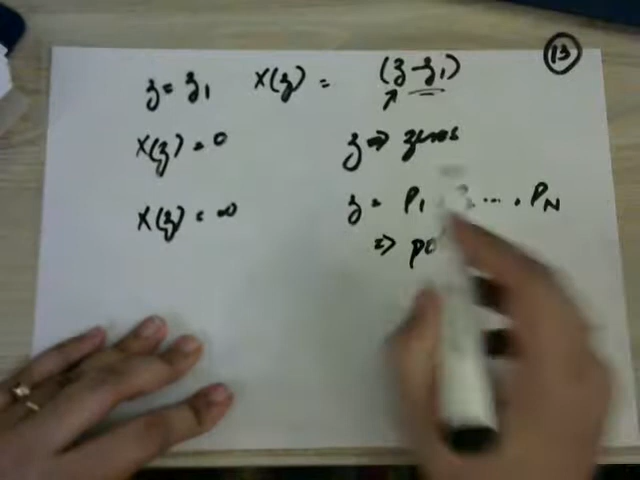 13
z = z1 X(z) = (z - z1)
X(z) = 0 z => zeros
X(z) = ∞ z = P1 ... . PN
=> po